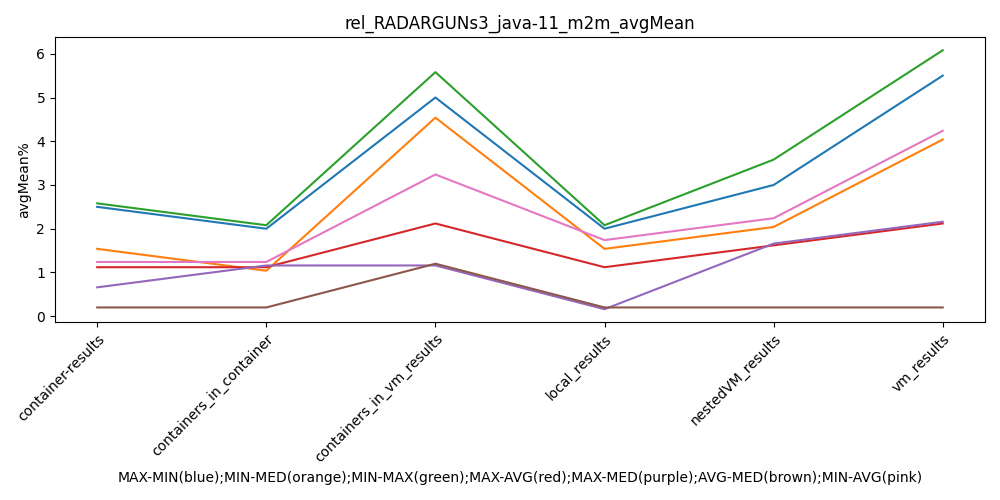 rel_RADARGUNs3_java-11_m2m_avgMean
avgMean%
6
5
4
3
2
1
0
container-results
containers_in_container
containers_in_vm_results
local_results
nestedVM_results
vm_results
MAX-MIN(blue);MIN-MED(orange);MIN-MAX(green);MAX-AVG(red);MAX-MED(purple);AVG-MED(brown);MIN-AVG(pink)